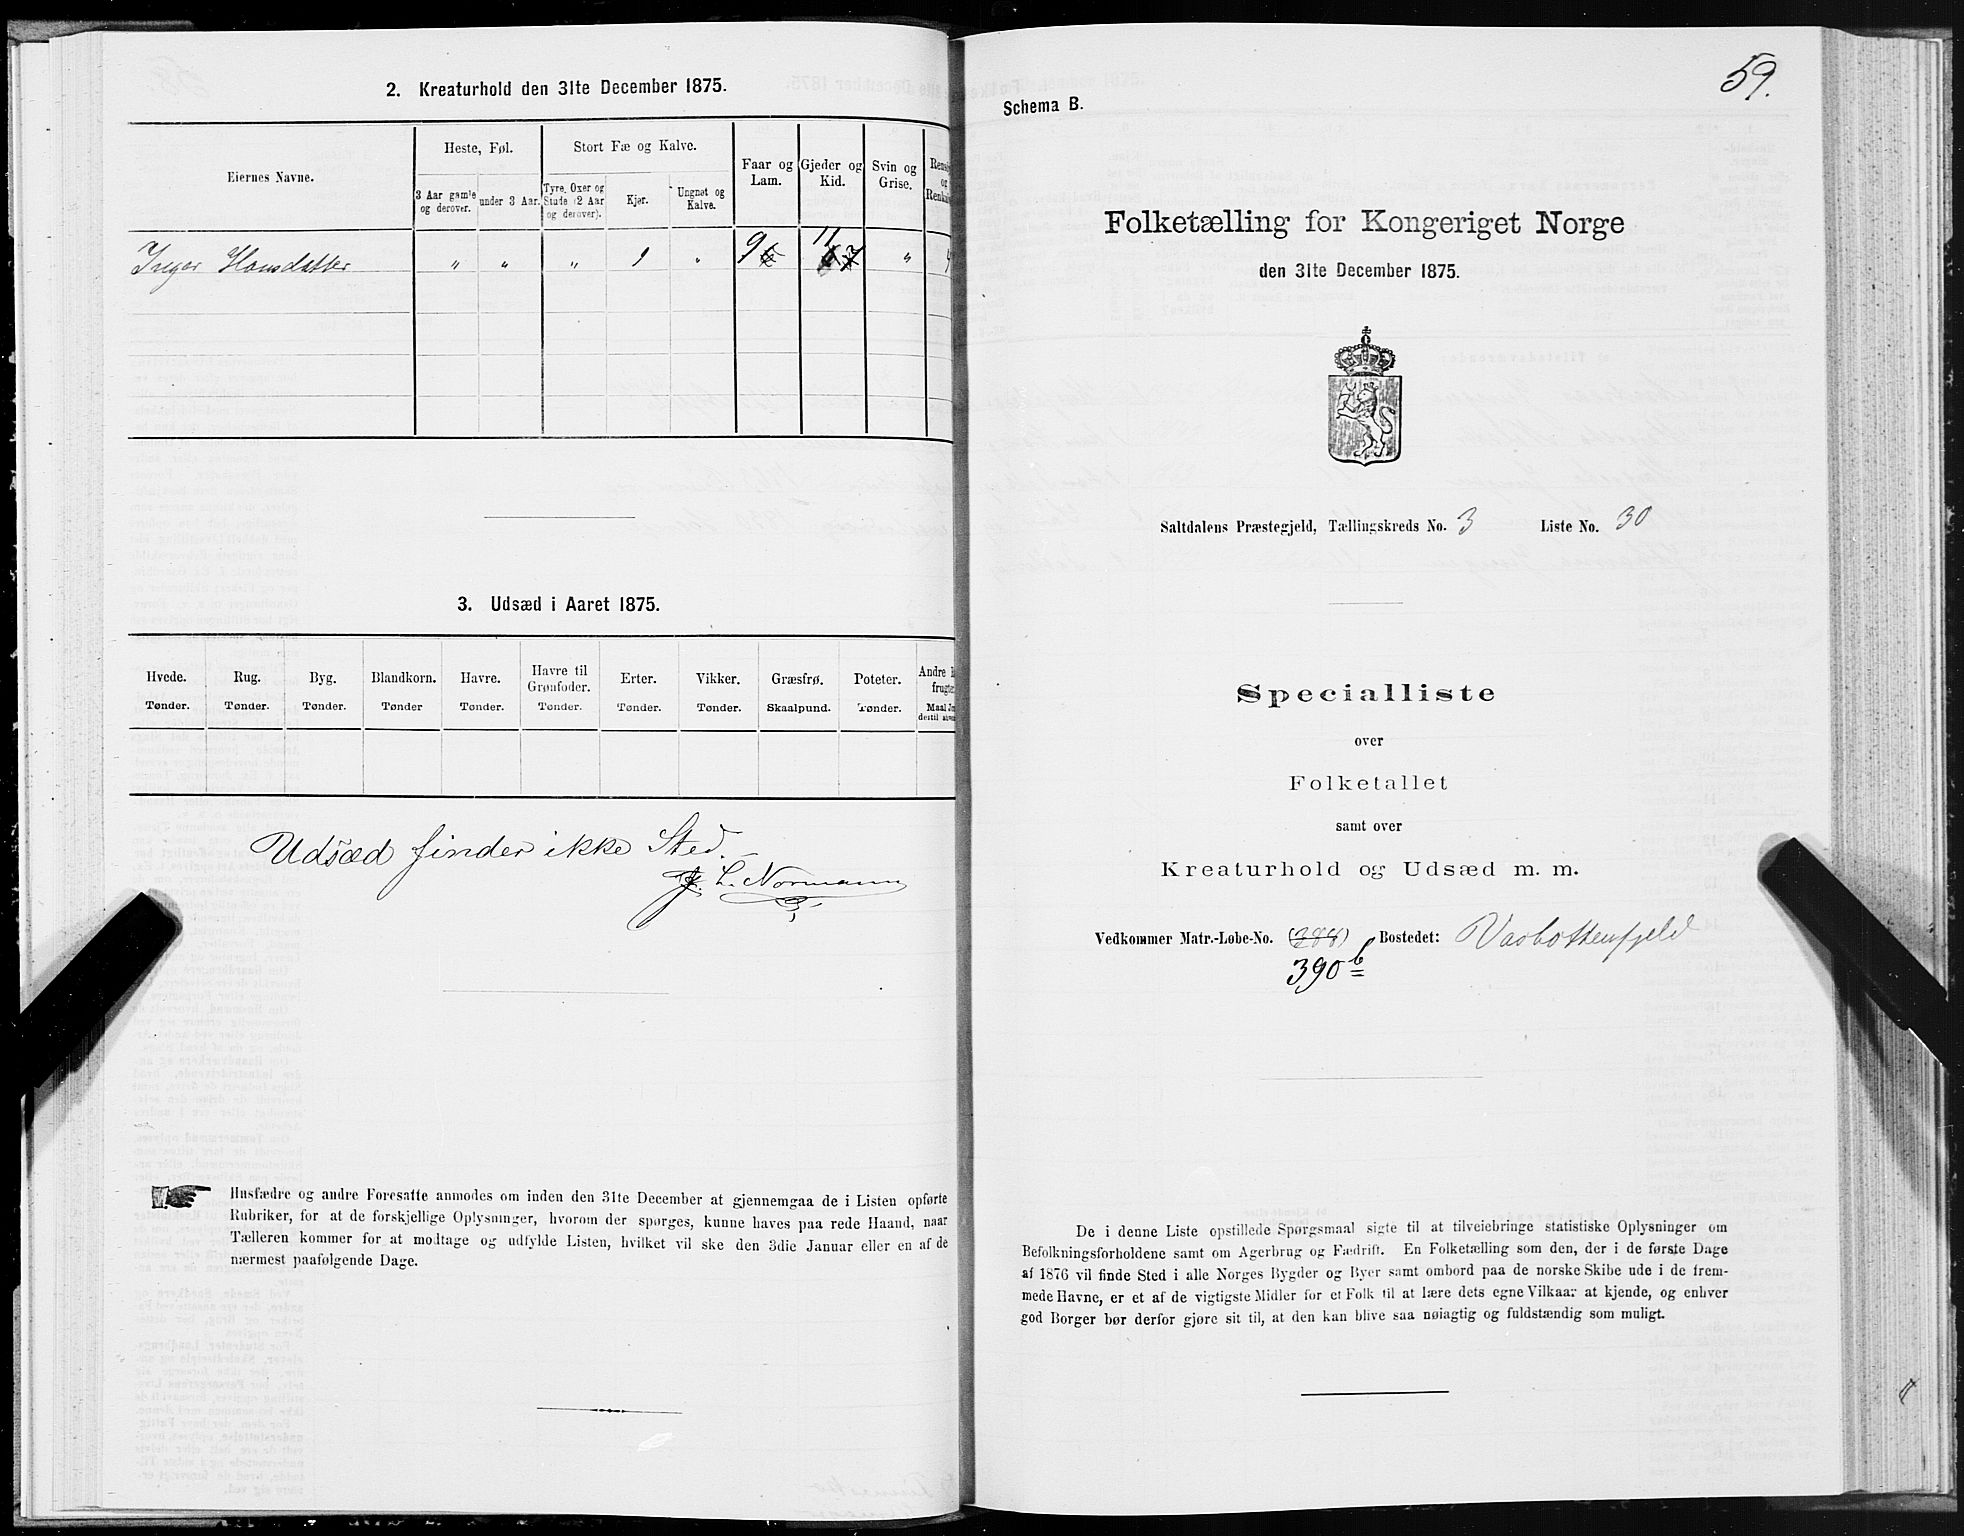 2. Kreaturhold den 31te December 1875.
Eiernes Navne.
Heste, Føl.
Stort Fæ og Kalve.
Faar og
Lam.
Gjeder og
Kid.
Svin og
Grise.
og
3 Aar gamle
og derover.
under 3 Aar.
Tyre, Oxer og
Stude (2 Aar
og derover).
Kjør.
Ungnøt og
Kalve.
Inger Hansdatter " " " 1 " 9 11 "
3. Udsæd i Aaret 1875.
Hvede.
Tønder.
Rug.
Tønder.
Byg.
Tønder.
Blandkorn.
Tønder
Havre.
Tønder.
Havre til
Grønfoder.
Tønder.
Erter.
Tønder.
Vikker.
Tønder.
Græsfrø.
Skaalpund.
Poteter.
Tønder.
Andre
Maal
Udsæd finder ikke Sted.
J. L. Normann
Husfædre og andre Foresatte anmodes om inden den 31te December at gjennemgaa de i Listen opførte
Rubriker, for at de forskjellige Oplysninger, hvorom der spørges, kunne haves paa rede Haand, naar
Tælleren kommer for at modtage og udfylde Listen, hvilket vil ske den 3die Januar eller en af de
nærmest paafølgende Dage.
59.
Schema B.
Folketælling for Kongeriget Norge
den 31te December 1875.
Saltdalens Præstegjeld, Tællingskreds No. 3 Liste No. 30
Specialliste
over
Folketallet
samt over
Kreaturhold og Udsæd m. m.
Vedkommer Matr.-Løbe-No. (388) Bostedet: Vasbottenfjeld
390 b
De i denne Liste opstillede Spørgsmaal sigte til at tilveiebringe statistiske Oplysninger om
Befolkningsforholdene samt om Agerbrug og Fædrift. En Folketælling som den, der i de første Dage
af 1876 vil finde Sted i alle Norges Bygder og Byer samt ombord paa de norske Skibe ude i de frem-
mede Havne, er et af de vigtigste Midler for et Folk til at lære dets egne Vilkaar at kjende, og enhver
god Borger bør derfor gjøre sit til, at den kan blive saa nøiagtig og fuldstændig som muligt.